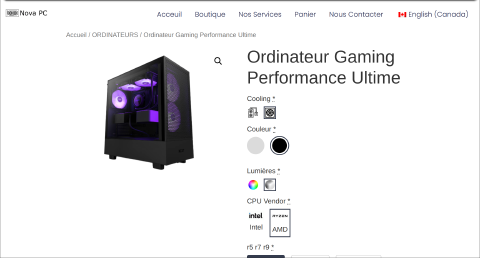 Nova PC
Acceuil
Boutique
Nos Services
Panier
Nous Contacter
English (Canada)
Accueil / ORDINATEURS / Ordinateur Gaming Performance Ultime
Ordinateur Gaming
Performance Ultime
Cooling *
Couleur *
Lumières *
CPU Vendor *
intel
RYZEN
Intel
AMD
r5 r7 r9 *